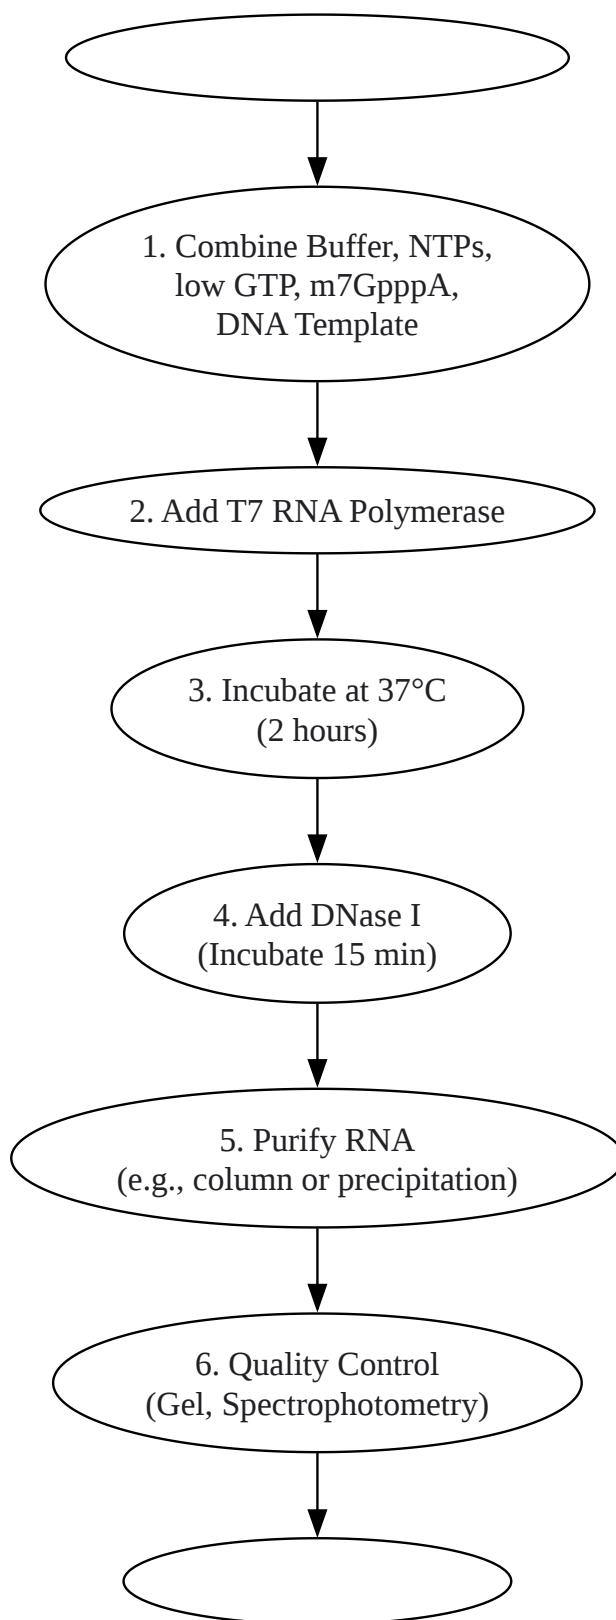 1. Combine Buffer, NTPs,
low GTP, m7GpppA,
DNA Template
2. Add T7 RNA Polymerase
3. Incubate at 37°C
(2 hours)
4. Add DNase I
(Incubate 15 min)
5. Purify RNA
(e.g., column or precipitation)
6. Quality Control
(Gel, Spectrophotometry)